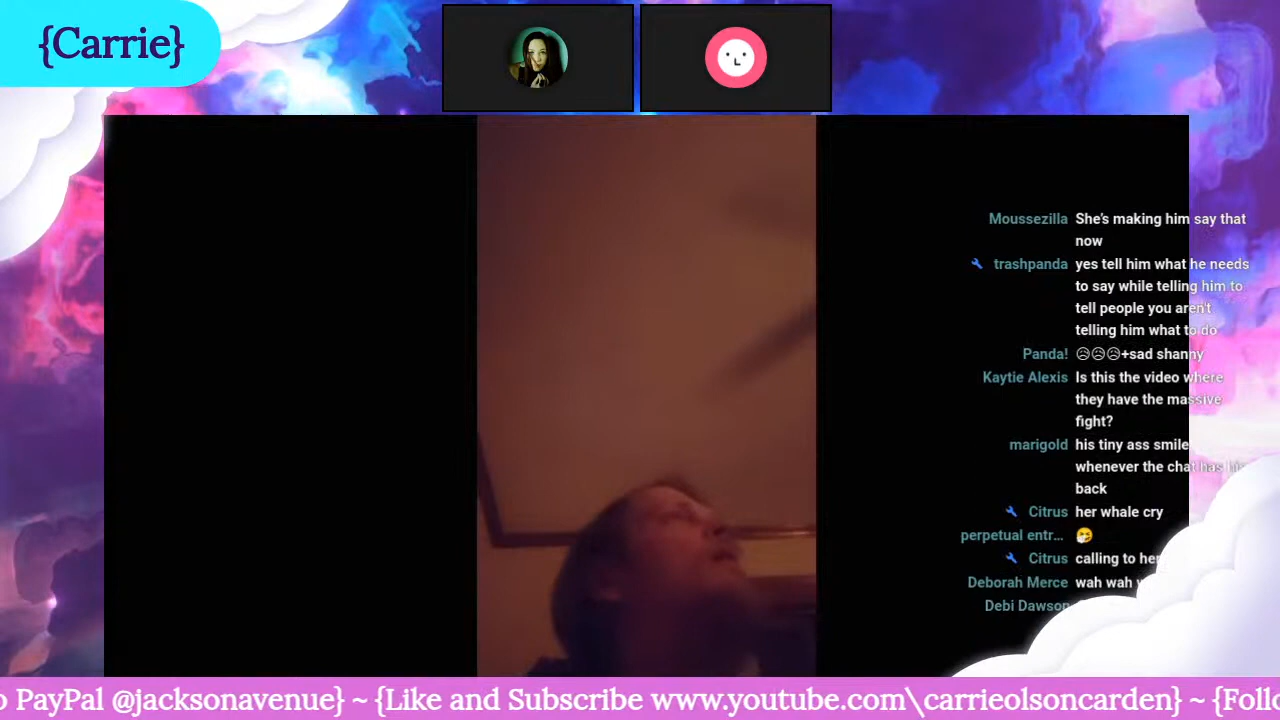 {Carrie}
Moussezilla She's making him say that
now
trashpanda yes tell him what he needs
to say while telling him to
tell people you aren't
telling him what to do
Panda! 😥😥😥+sad shanny
Kaytie Alexis Is this the video where
they have the massive
fight?
marigold his tiny ass smile
whenever the chat has his
back
Citrus her whale cry
perpetual entr... 🤧
Citrus calling to her
Deborah Merce wah wah
Debi Dawson
PayPal @jacksonavenue} ~ {Like and Subscribe www.youtube.com\carrieolsoncarden} ~ {Follo